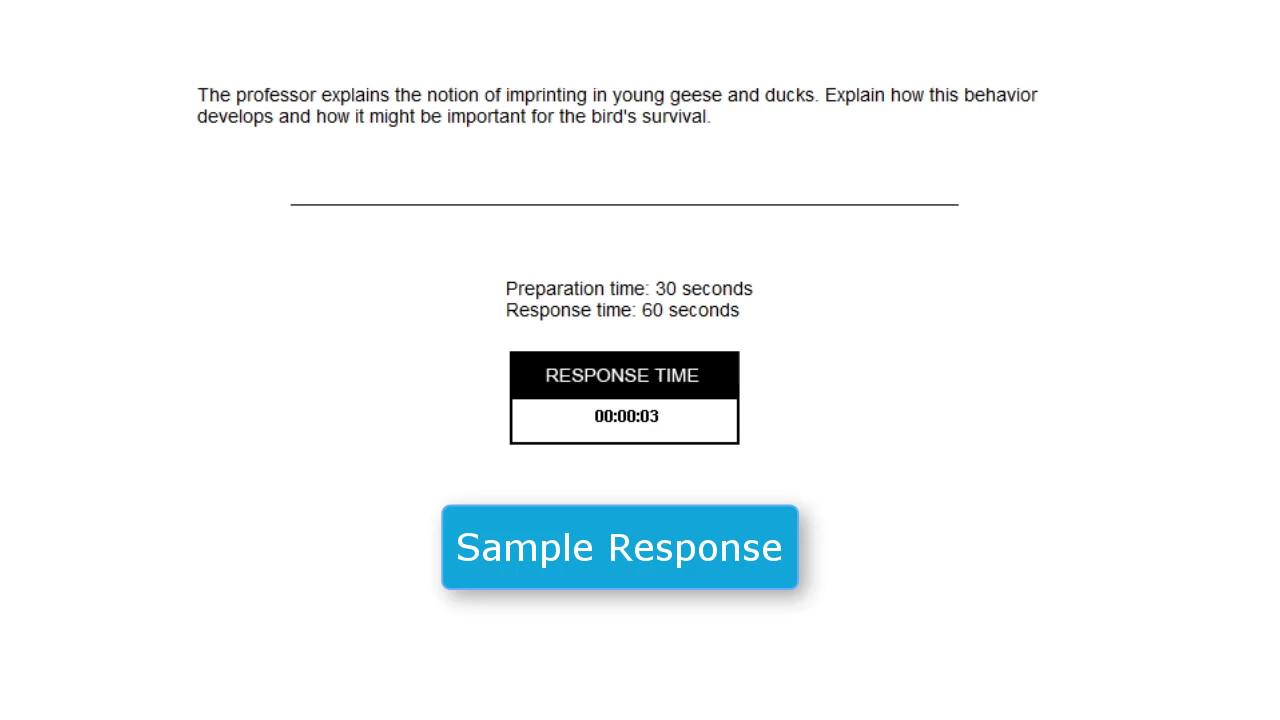 The professor explains the notion of imprinting in young geese and ducks. Explain how this behavior
develops and how it might be important for the bird's survival.
Preparation time: 30 seconds
Response time: 60 seconds
RESPONSE TIME
00:00:03
Sample Response